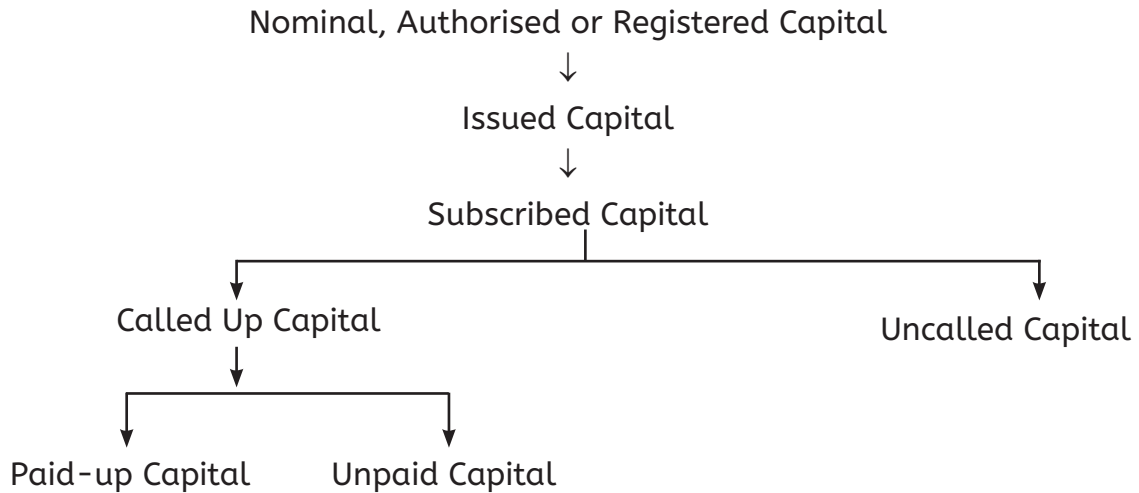 Nominal, Authorised or Registered Capital
Issued Capital
Subscribed Capital
Called Up Capital
Uncalled Capital
Paid-up Capital
Unpaid Capital